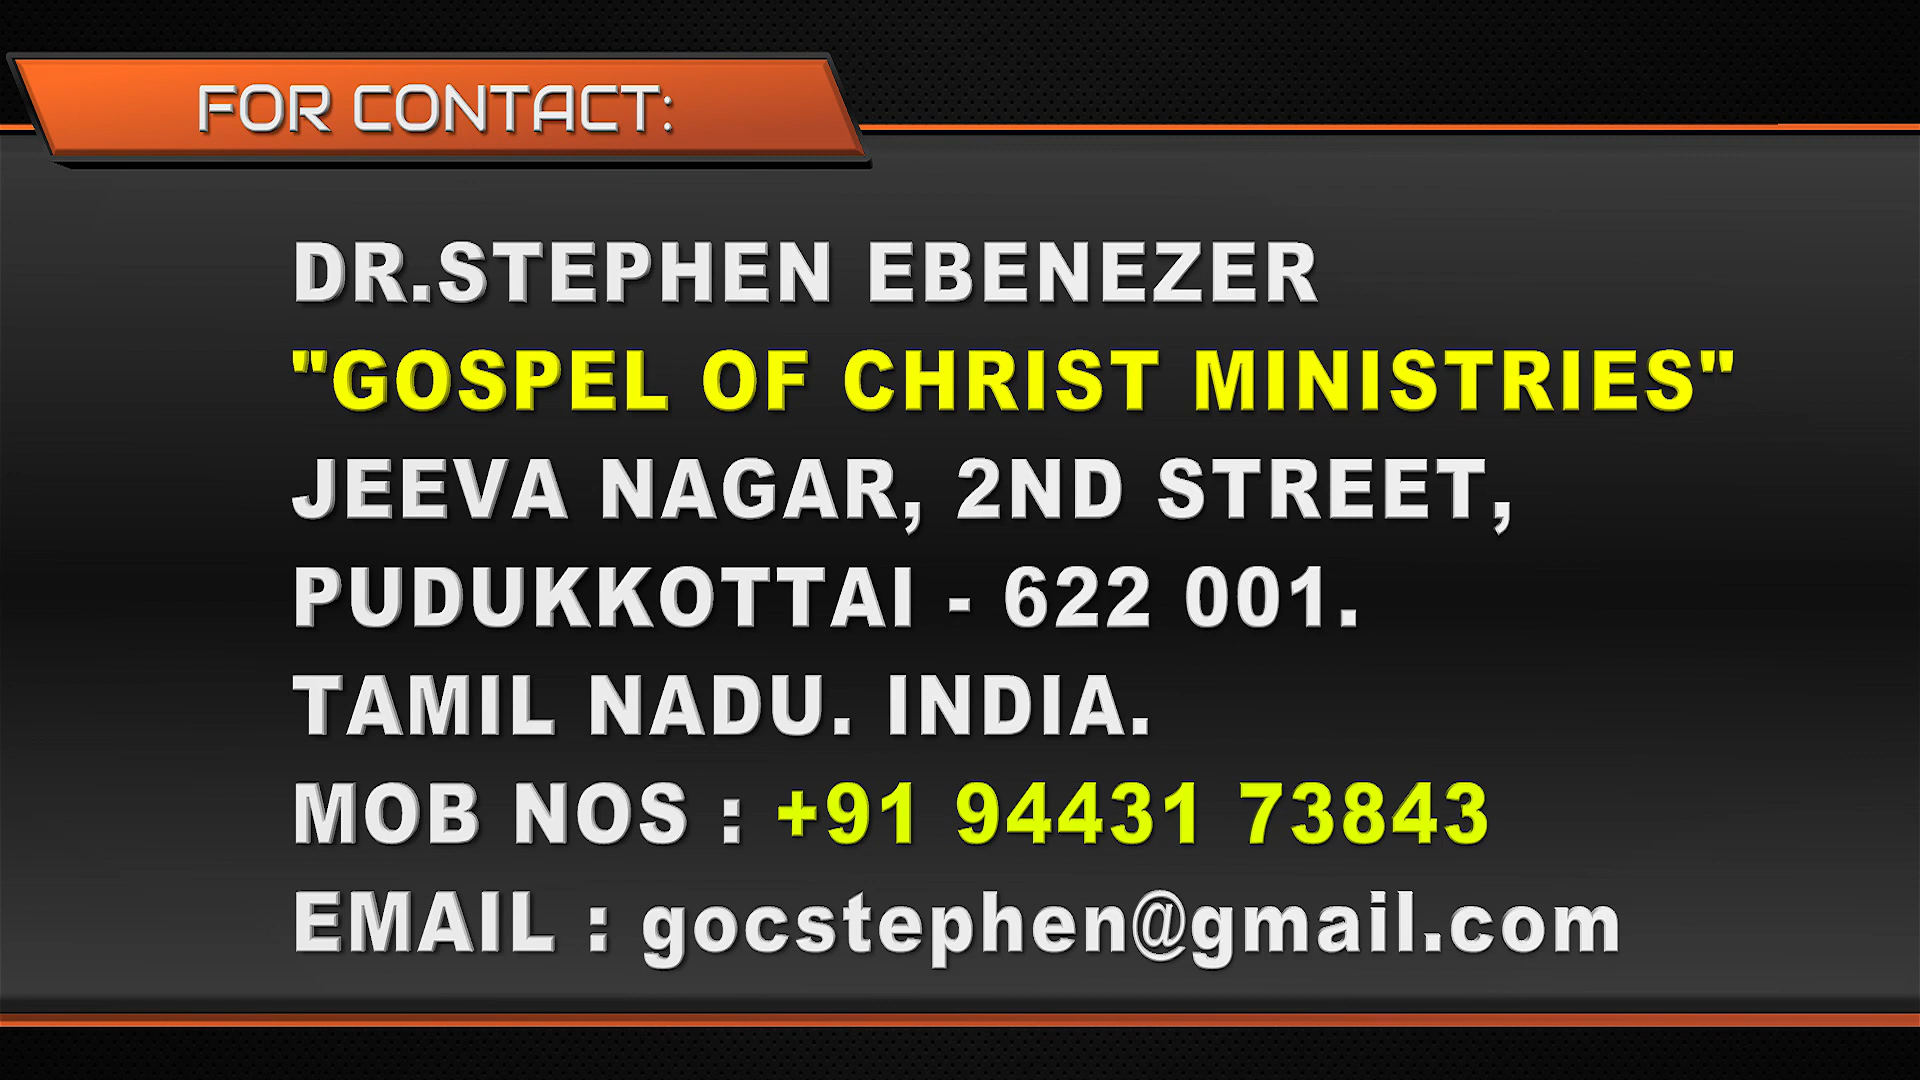 FOR CONTACT:
DR.STEPHEN EBENEZER
"GOSPEL OF CHRIST MINISTRIES"
JEEVA NAGAR, 2ND STREET,
PUDUKKOTTAI - 622 001.
TAMIL NADU. INDIA.
MOB NOS : +91 94431 73843
EMAIL : gocstephen@gmail.com